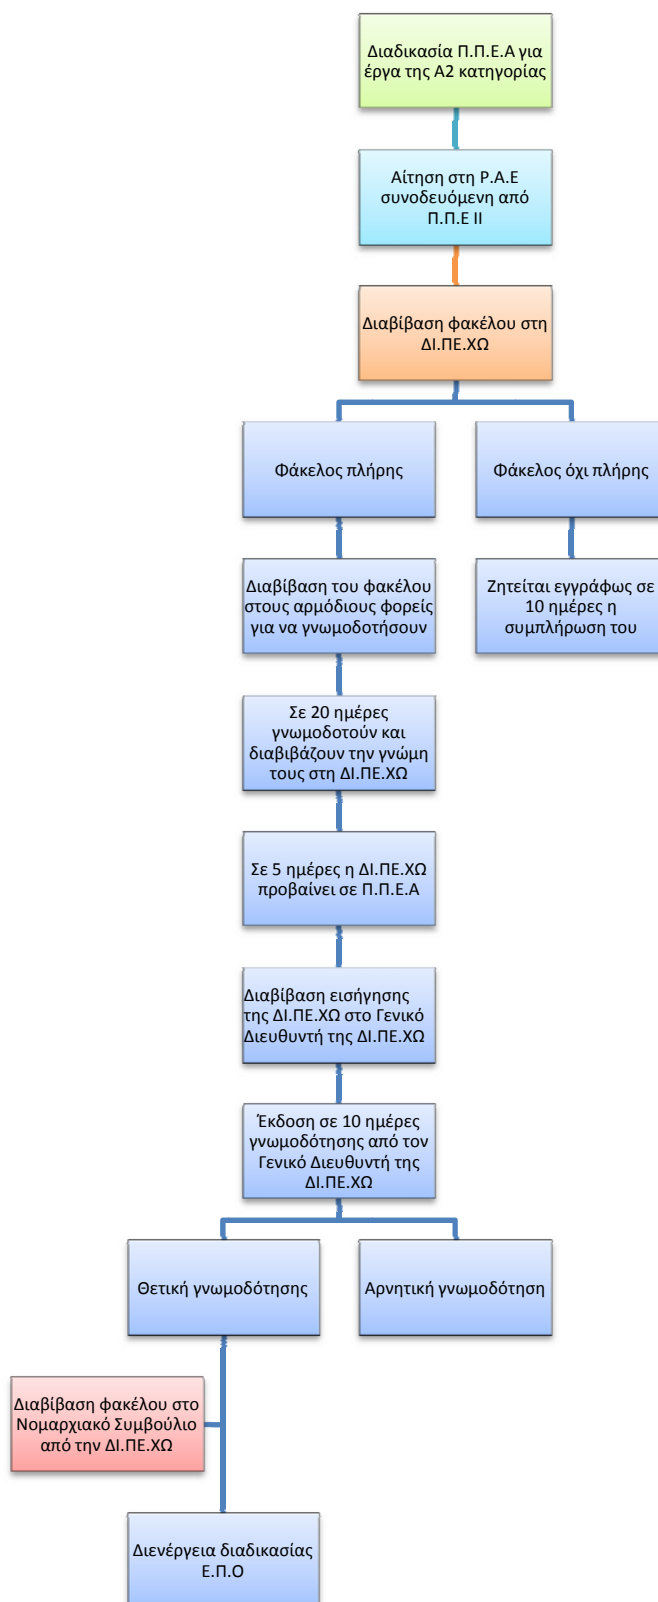 Διαδικασία Π.Π.Ε.Α για
έργα της Α2 κατηγορίας
Αίτηση στη Ρ.Α.Ε
συνοδευόμενη από
Π.Π.Ε ΙΙ
Διαβίβαση φακέλου στη
ΔΙ.ΠΕ.ΧΩ
Φάκελος πλήρης
Φάκελος όχι πλήρης
Διαβίβαση του φακέλου
στους αρμόδιους φορείς
για να γνωμοδοτήσουν
Ζητείται εγγράφως σε
10 ημέρες η
συμπλήρωση του
Σε 20 ημέρες
γνωμοδοτούν και
διαβιβάζουν την γνώμη
τους στη ΔΙ.ΠΕ.ΧΩ
Σε 5 ημέρες η ΔΙ.ΠΕ.ΧΩ
προβαίνει σε Π.Π.Ε.Α
Διαβίβαση εισήγησης
της ΔΙ.ΠΕ.ΧΩ στο Γενικό
Διευθυντή της ΔΙ.ΠΕ.ΧΩ
Έκδοση σε 10 ημέρες
γνωμοδότησης από τον
Γενικό Διευθυντή της
ΔΙ.ΠΕ.ΧΩ
Θετική γνωμοδότησης
Αρνητική γνωμοδότηση
Διαβίβαση φακέλου στο
Νομαρχιακό Συμβούλιο
από την ΔΙ.ΠΕ.ΧΩ
Διενέργεια διαδικασίας
Ε.Π.Ο